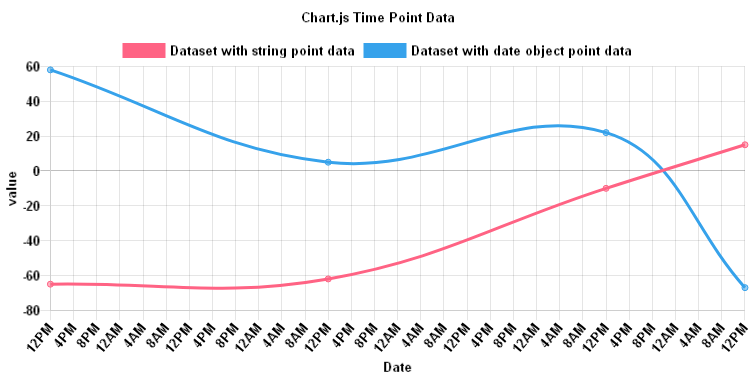 Chart.js Time Point Data
Dataset with string point data Dataset with date object point data
60
40
20
0
-20
-40
-60
-80
value
12PM 4PM 8PM 12AM 4AM 8AM 12PM 4PM 8PM 12AM 4AM 8AM 12PM 4PM 8PM 12AM 4AM 8AM 12PM 4PM 8PM 12AM 4AM 8AM 12PM 4PM 8PM 12AM 4AM 8AM 12PM
Date